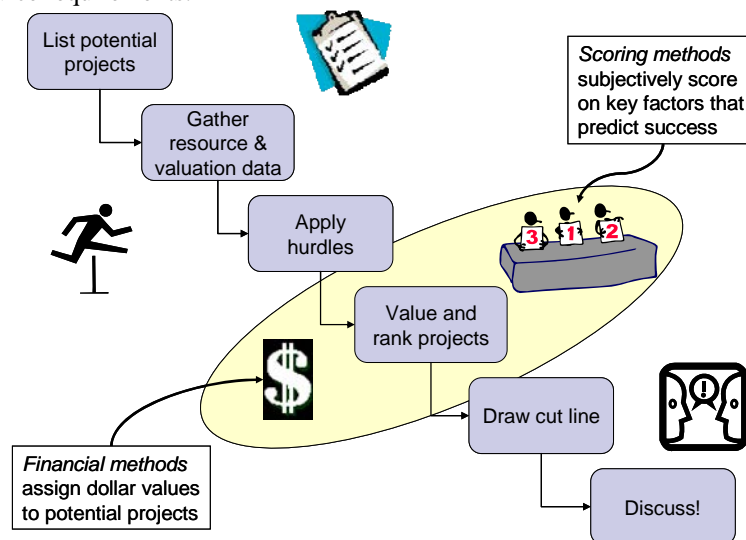 requirements.
List potential
projects
Scoring methods
subjectively score
on key factors that
predict success
Gather
resource &
valuation data
Apply
hurdles
3 1 2
Value and
rank projects
$
!
Draw cut line
Financial methods
assign dollar values
to potential projects
Discuss!